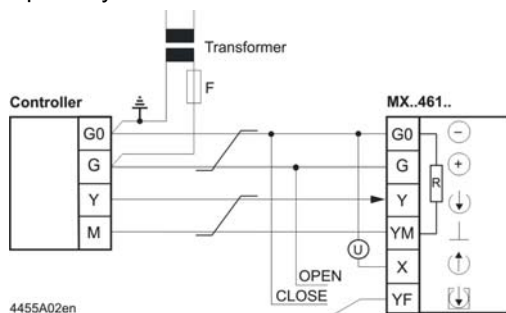 Transformer
F
Controller
MX..461..
G0
G0
G
G
R
Y
Y
M
YM
U
X
OPEN
CLOSE
YF
4455A02en